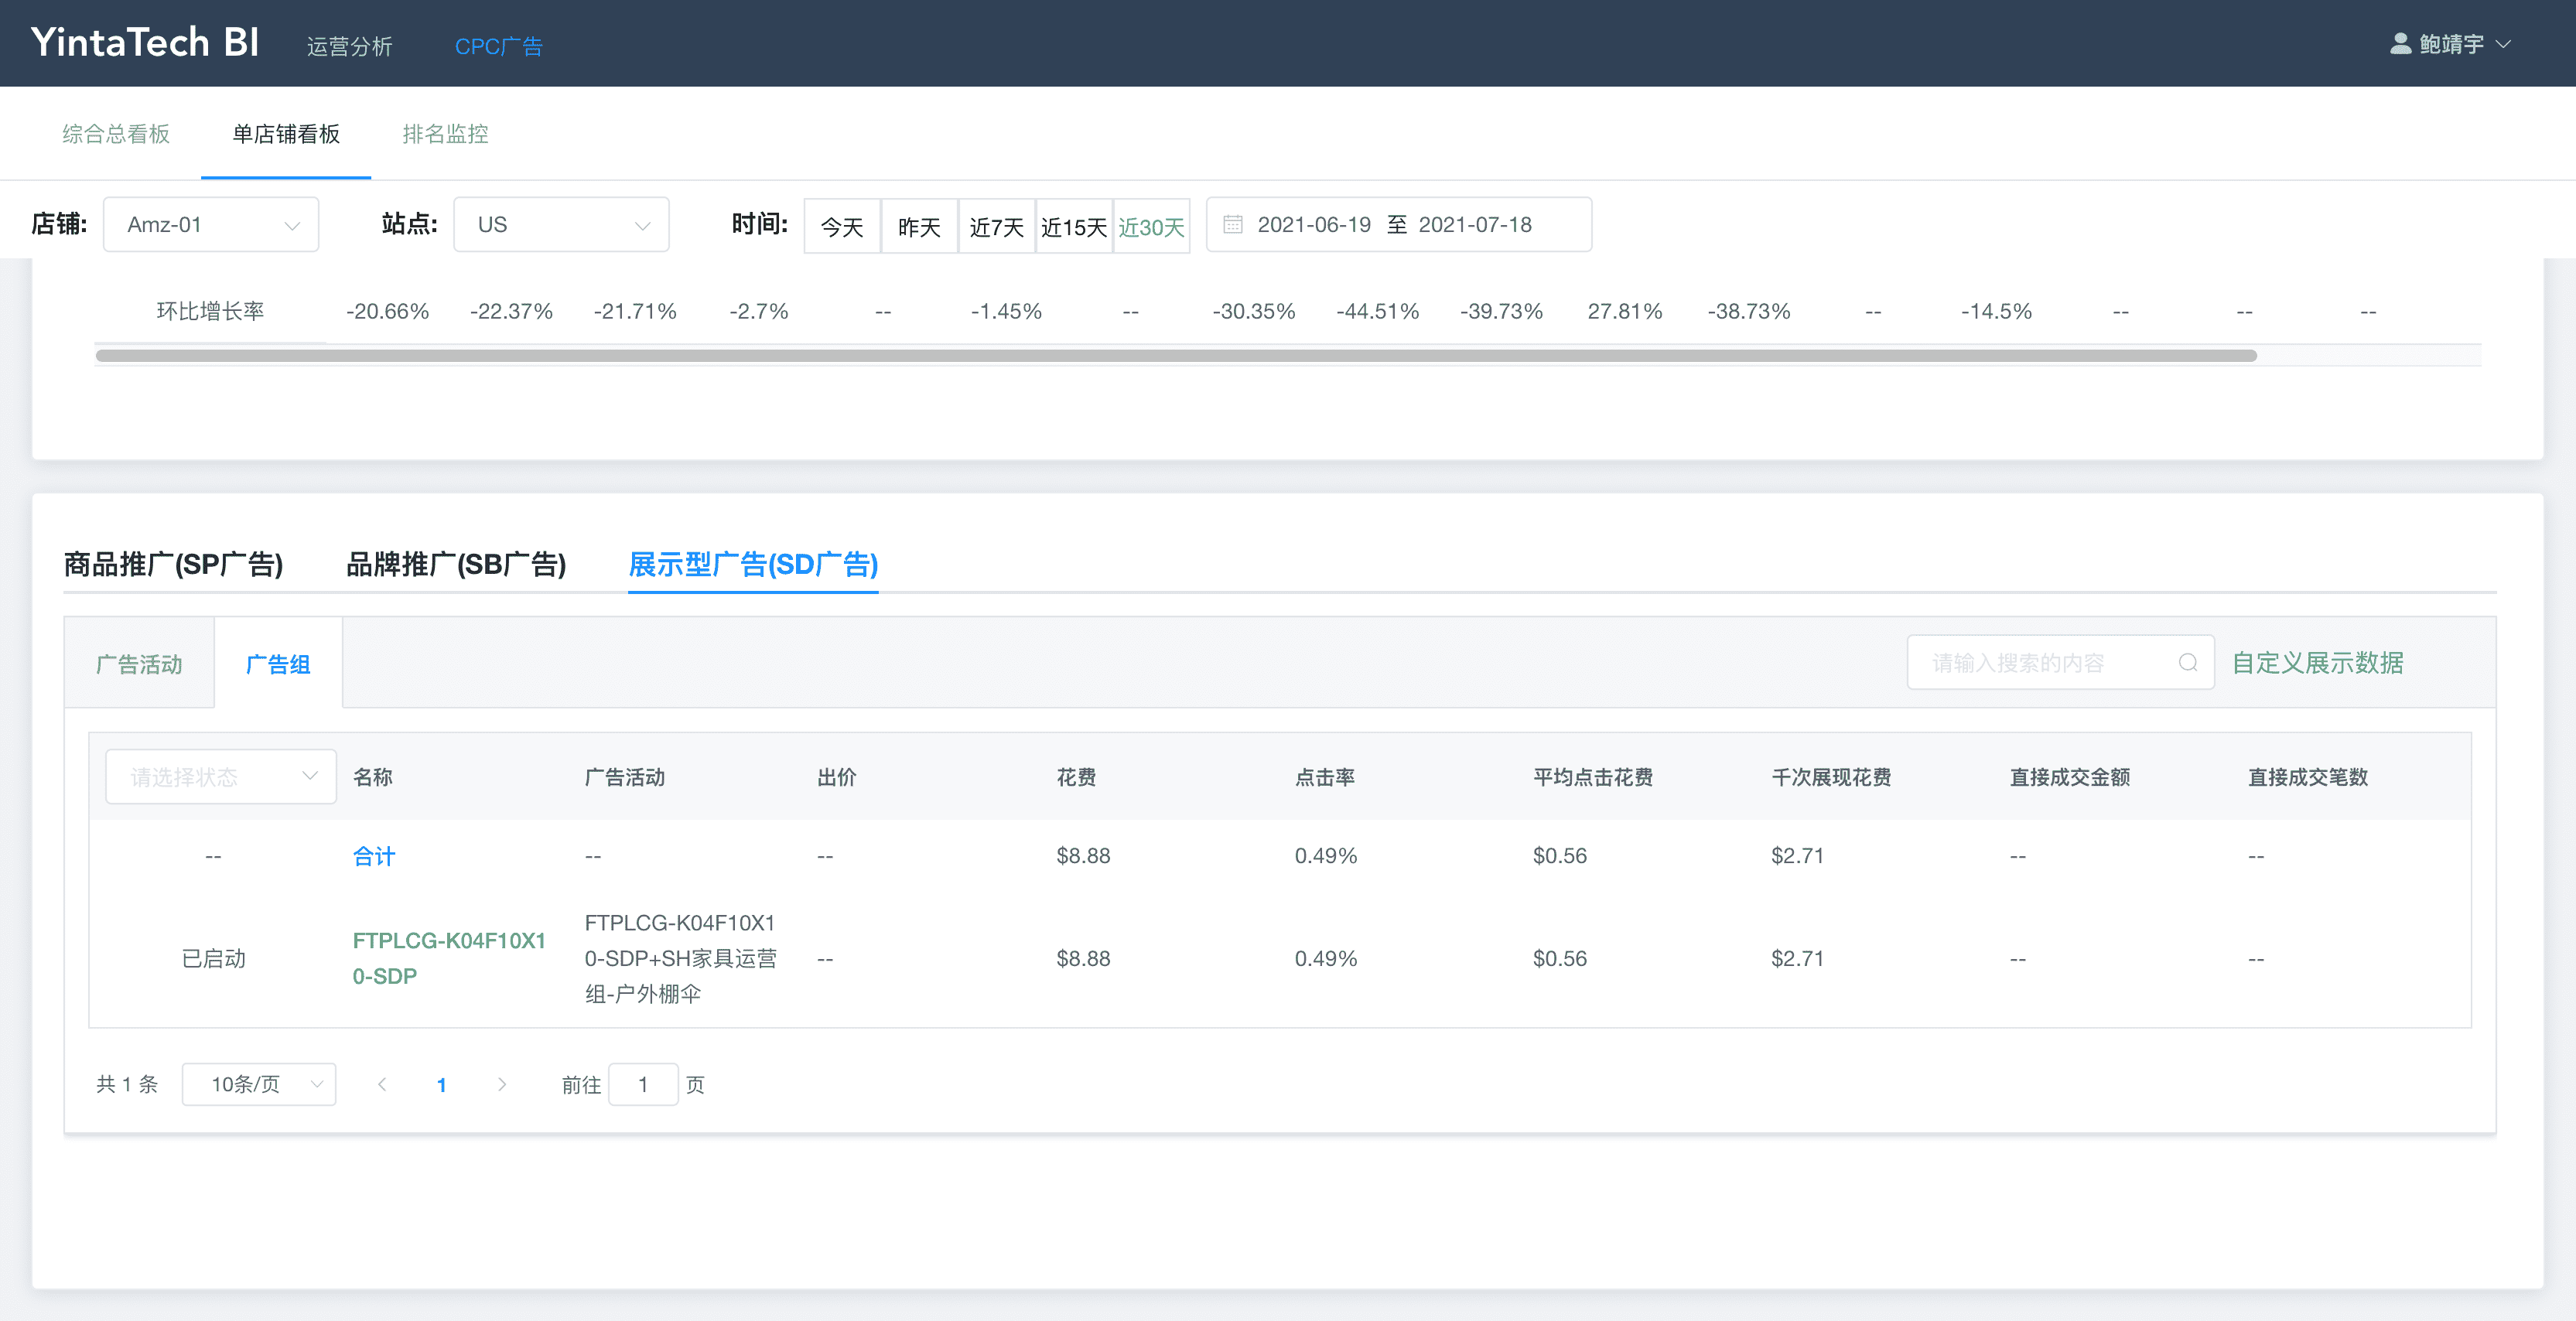 YintaTech BI 运营分析 CPC广告 鲍靖宇
综合总看板 单店铺看板 排名监控
店铺: Amz-01 站点: US 时间: 今天 昨天 近7天 近15天 近30天 2021-06-19 至 2021-07-18
环比增长率 -20.66% -22.37% -21.71% -2.7% -- -1.45% -- -30.35% -44.51% -39.73% 27.81% -38.73% -- -14.5% -- -- --
商品推广(SP广告) 品牌推广(SB广告) 展示型广告(SD广告)
广告活动 广告组 请输入搜索的内容 自定义展示数据
请选择状态 名称 广告活动 出价 花费 点击率 平均点击花费 千次展现花费 直接成交金额 直接成交笔数
-- 合计 -- -- $8.88 0.49% $0.56 $2.71 -- --
已启动
FTPLCG-K04F10X1
0-SDP
FTPLCG-K04F10X1
0-SDP+SH家具运营
组-户外棚伞
-- $8.88 0.49% $0.56 $2.71 -- --
共 1 条 10条/页 1 前往 1 页